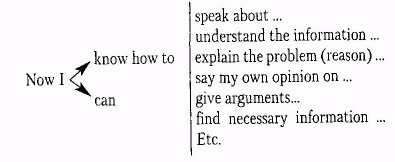 speak about ...
understand the information ...
know how to
explain the problem (reason) ...
Now I
say my own opinion on ...
can
give arguments...
find necessary information ...
Etc.